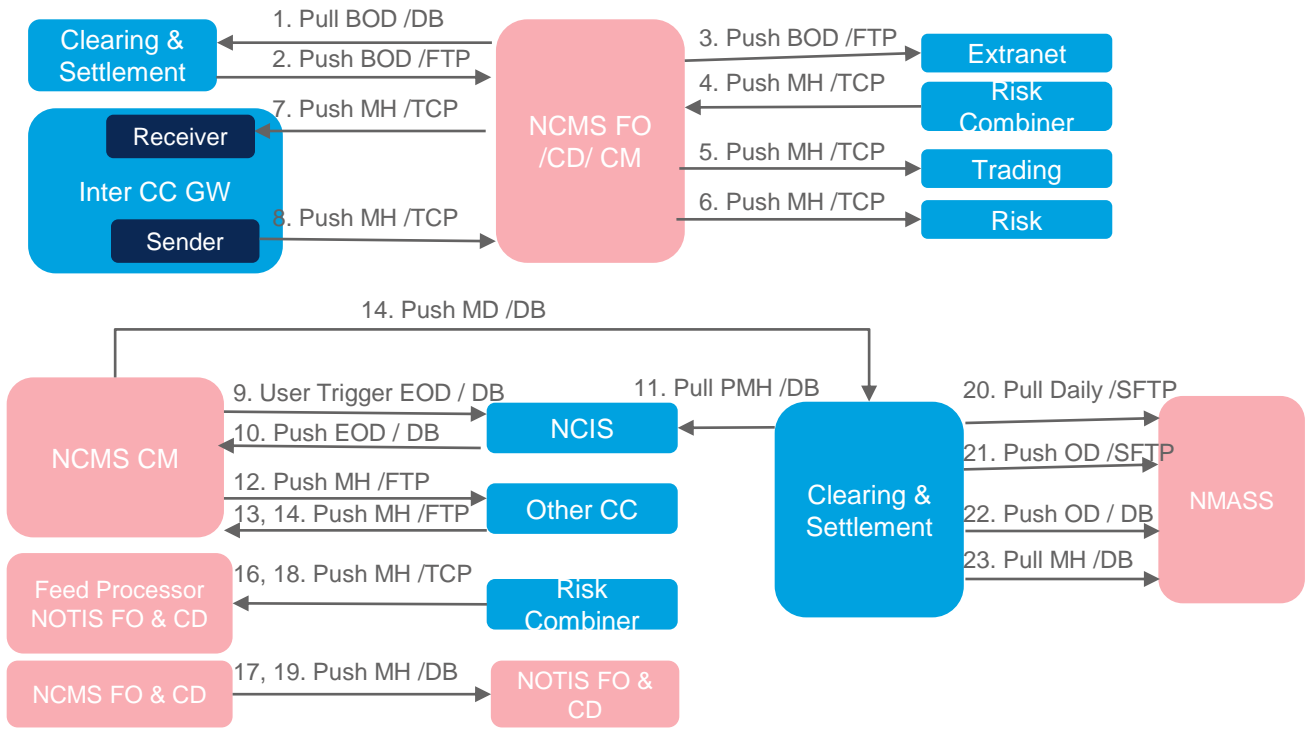 1. Pull BOD /DB
Clearing &
Settlement
2. Push BOD /FTP
7. Push MH /TCP
Receiver
Inter CC GW
8. Push MH /TCP
Sender
NCMS FO
/CD/ CM
3. Push BOD /FTP
Extranet
4. Push MH /TCP
Risk
Combiner
5. Push MH /TCP
Trading
6. Push MH /TCP
Risk
14. Push MD /DB
NCMS CM
9. User Trigger EOD / DB
10. Push EOD / DB
NCIS
11. Pull PMH /DB
12. Push MH /FTP
13, 14. Push MH /FTP
Other CC
Clearing &
Settlement
20. Pull Daily /SFTP
21. Push OD /SFTP
22. Push OD / DB
23. Pull MH /DB
NMASS
Feed Processor
NOTIS FO & CD
16, 18. Push MH /TCP
Risk
Combiner
NCMS FO & CD
17, 19. Push MH /DB
NOTIS FO &
CD